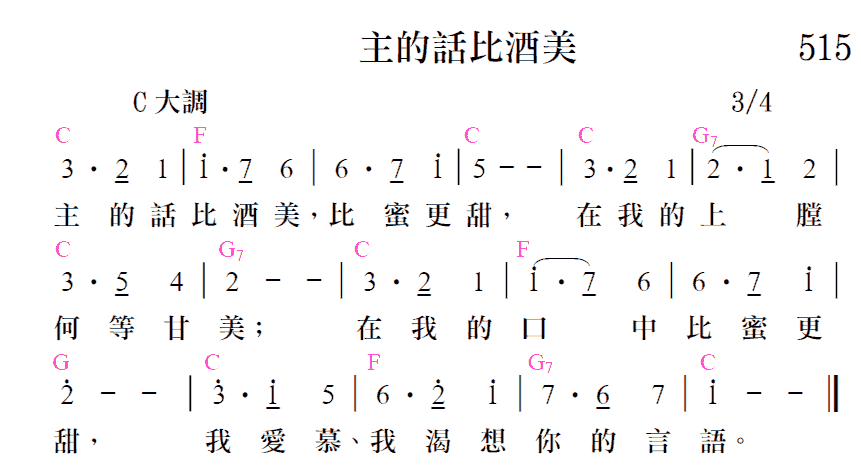 主的話比酒美 515
C 大調 3/4
C F C C G7
3 · 2 1 | i · 7 6 | 6 · 7 i | 5 - - | 3 · 2 1 | 2 · 1 2 |
主 的 話 比 酒 美，比 蜜 更 甜， 在 我 的 上 膛
C G7 C F
3 · 5 4 | 2 - - | 3 · 2 1 | i · 7 6 | 6 · 7 i |
何 等 甘 美； 在 我 的 口 中 比 蜜 更
G C F G7 C
2̇ - - | 3̇ · i 5 | 6 · 2̇ i | 7 · 6 7 | i - - ‖
甜， 我 愛 慕、我 渴 想 你 的 言 語。